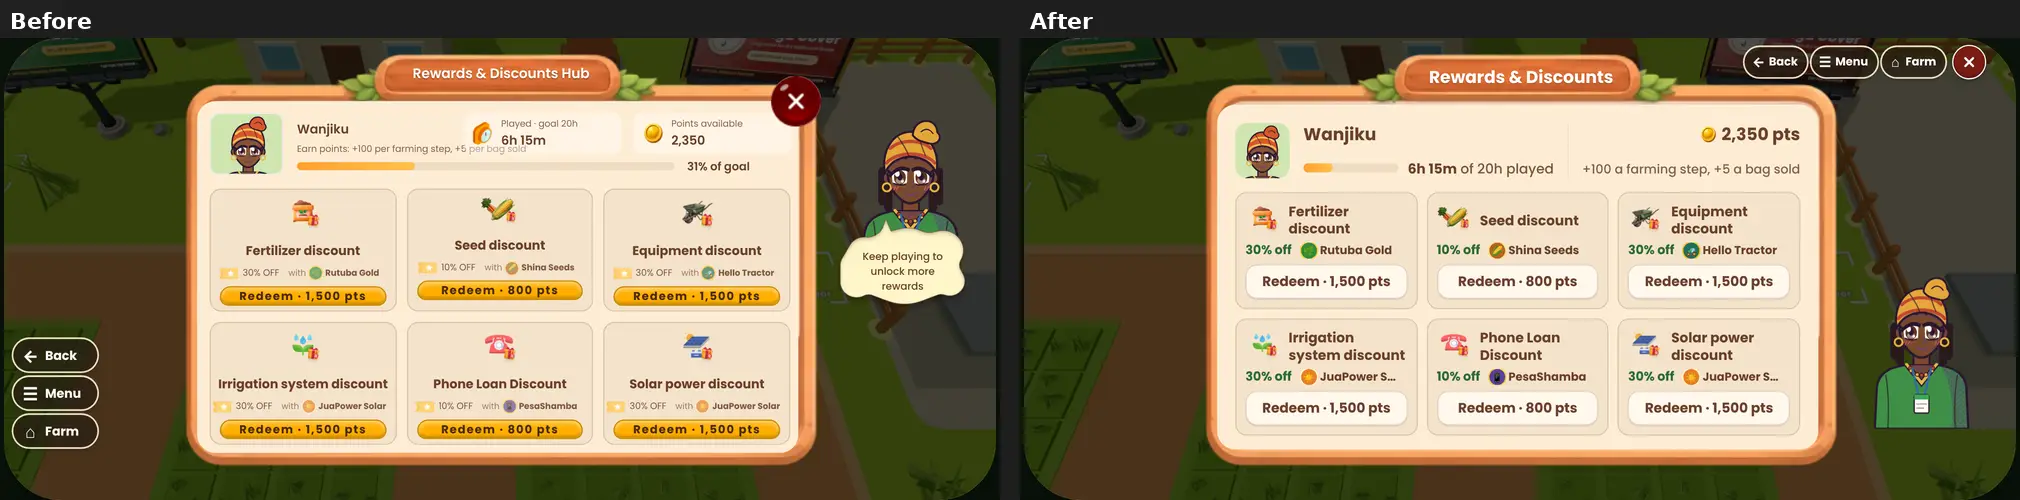 Before
Rewards & Discounts Hub
Wanjiku
Played · goal 20h
6h 15m
Points available
2,350
Earn points: +100 per farming step, +5 per bag sold
31% of goal
Fertilizer discount
30% OFF with Rutuba Gold
Redeem · 1,500 pts
Seed discount
10% OFF with Shina Seeds
Redeem · 800 pts
Equipment discount
30% OFF with Hello Tractor
Redeem · 1,500 pts
Irrigation system discount
30% OFF with JuaPower Solar
Redeem · 1,500 pts
Phone Loan Discount
10% OFF with PesaShamba
Redeem · 800 pts
Solar power discount
30% OFF with JuaPower Solar
Redeem · 1,500 pts
Keep playing to
unlock more
rewards
Back
Menu
Farm
After
Back
Menu
Farm
Rewards & Discounts
Wanjiku
2,350 pts
6h 15m of 20h played
+100 a farming step, +5 a bag sold
Fertilizer
discount
30% off Rutuba Gold
Redeem · 1,500 pts
Seed discount
10% off Shina Seeds
Redeem · 800 pts
Equipment
discount
30% off Hello Tractor
Redeem · 1,500 pts
Irrigation
system discount
30% off JuaPower S...
Redeem · 1,500 pts
Phone Loan
Discount
10% off PesaShamba
Redeem · 800 pts
Solar power
discount
30% off JuaPower S...
Redeem · 1,500 pts